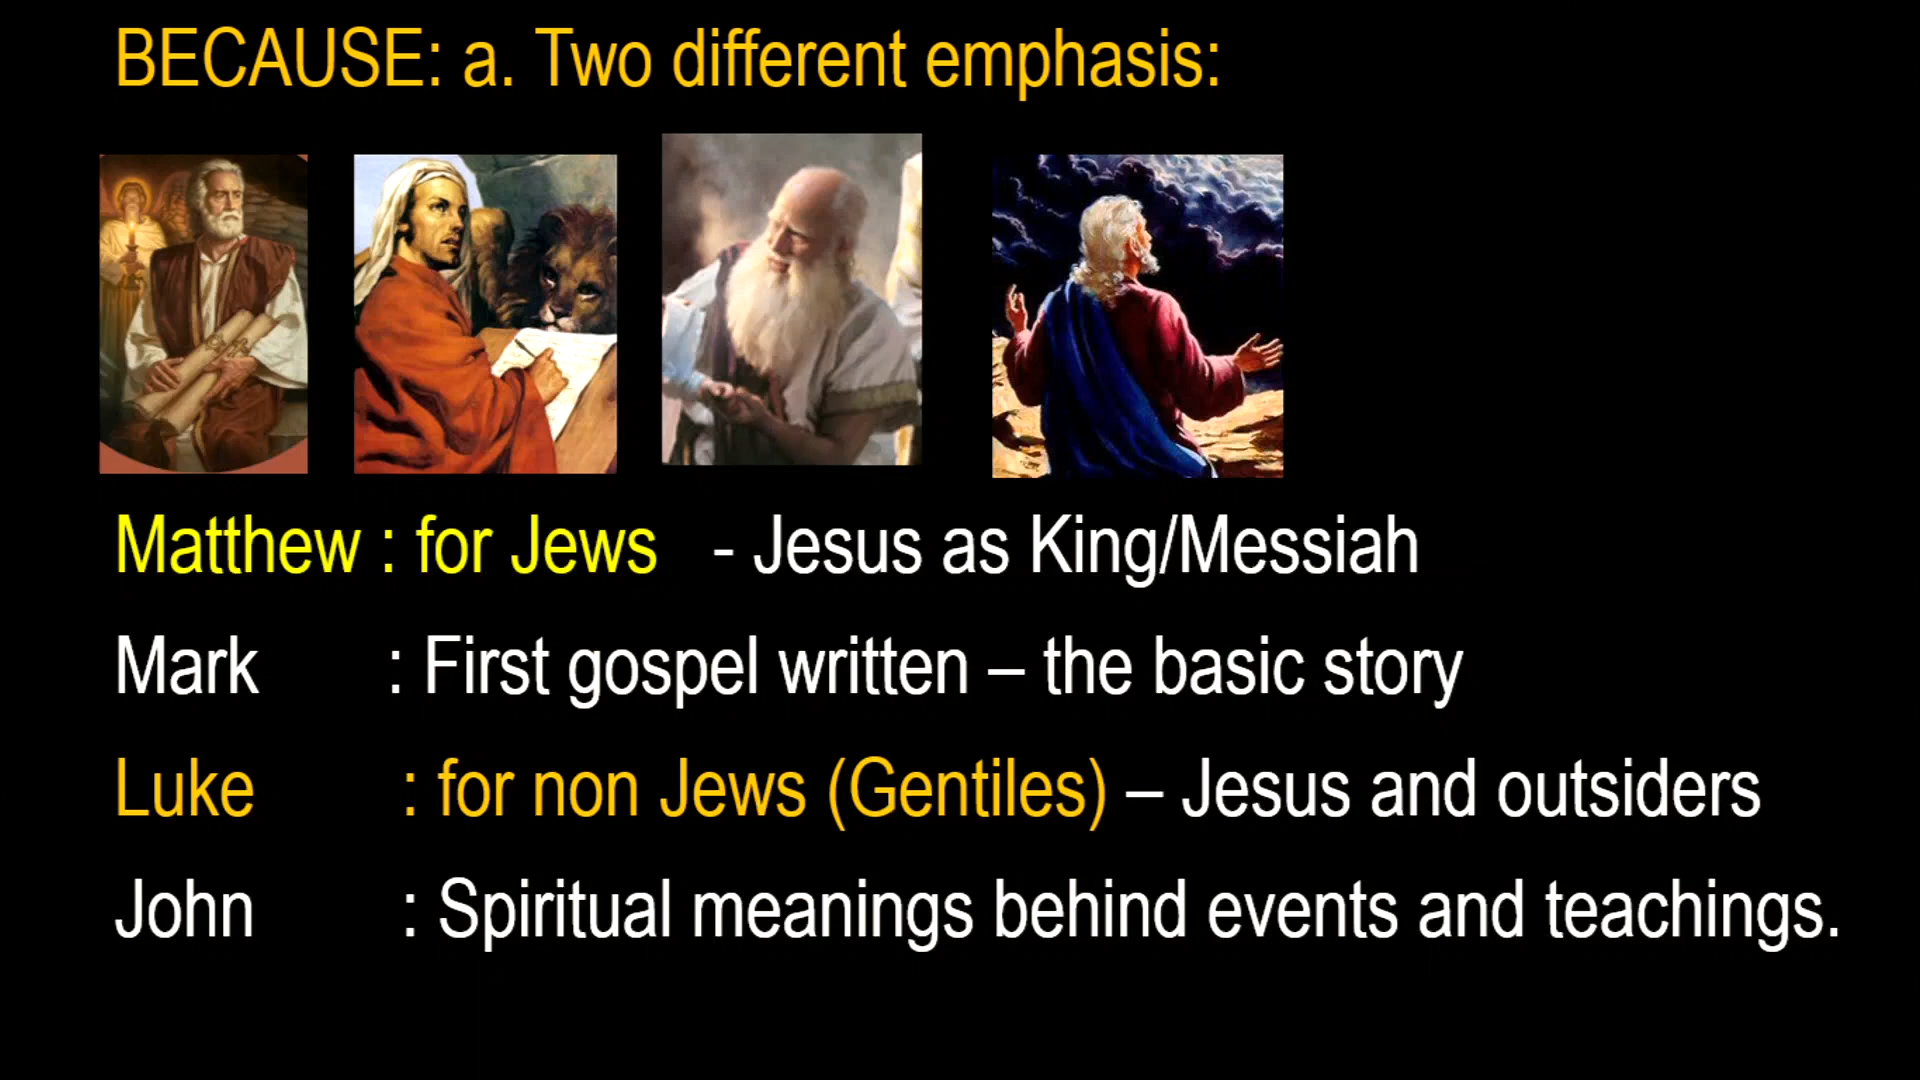 BECAUSE: a. Two different emphasis:
Matthew : for Jews - Jesus as King/Messiah
Mark : First gospel written – the basic story
Luke : for non Jews (Gentiles) – Jesus and outsiders
John : Spiritual meanings behind events and teachings.